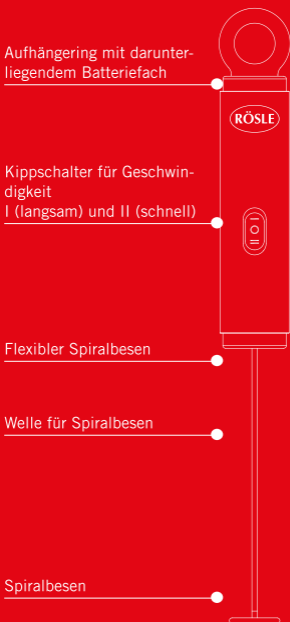 Aufhängering mit darunter-
liegendem Batteriefach
RÖSLE
Kippschalter für Geschwin-
digkeit
I (langsam) und II (schnell)
Flexibler Spiralbesen
Welle für Spiralbesen
Spiralbesen